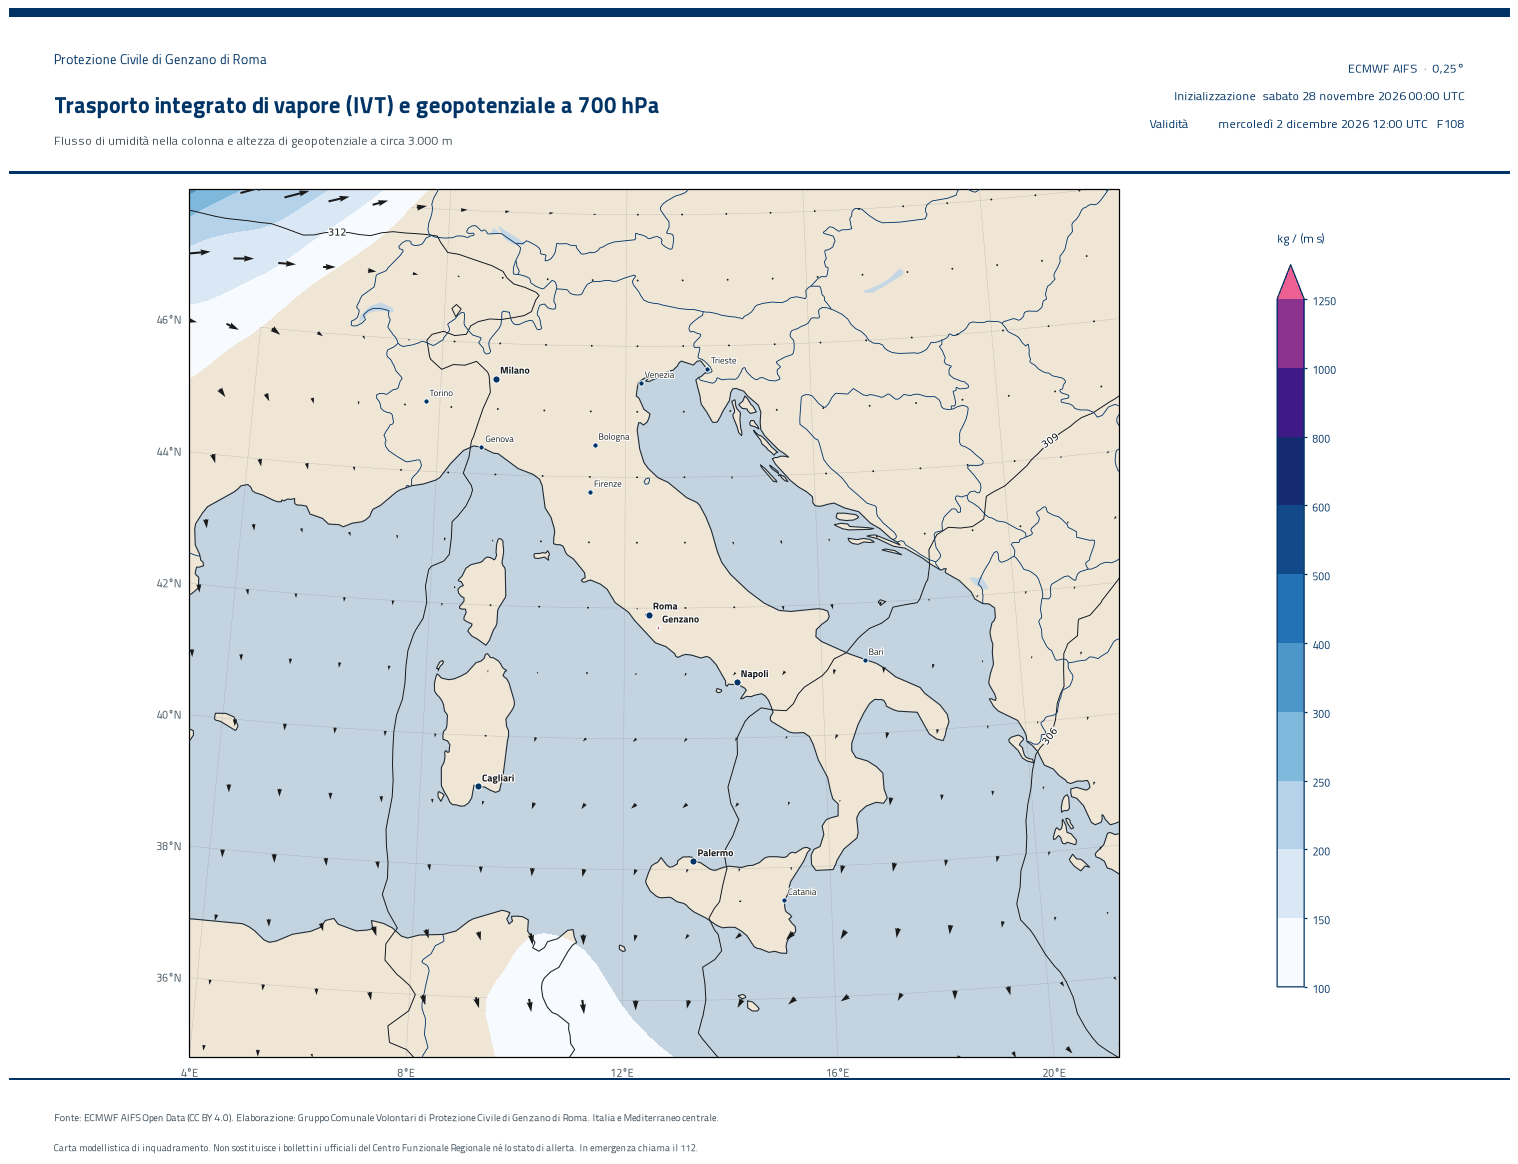 Protezione Civile di Genzano di Roma
Trasporto integrato di vapore (IVT) e geopotenziale a 700 hPa
Flusso di umidità nella colonna e altezza di geopotenziale a circa 3.000 m
ECMWF AIFS · 0,25°
Inizializzazione sabato 28 novembre 2026 00:00 UTC
Validità mercoledì 2 dicembre 2026 12:00 UTC F108
kg / (m s)
1250
1000
800
600
500
400
300
250
200
150
100
46°N
44°N
42°N
40°N
38°N
36°N
4°E
8°E
12°E
16°E
20°E
312
309
306
Trieste
Venezia
Milano
Torino
Genova
Bologna
Firenze
Roma
Genzano
Bari
Napoli
Cagliari
Palermo
Catania
Fonte: ECMWF AIFS Open Data (CC BY 4.0). Elaborazione: Gruppo Comunale Volontari di Protezione Civile di Genzano di Roma. Italia e Mediterraneo centrale.
Carta modellistica di inquadramento. Non sostituisce i bollettini ufficiali del Centro Funzionale Regionale né lo stato di allerta. In emergenza chiama il 112.